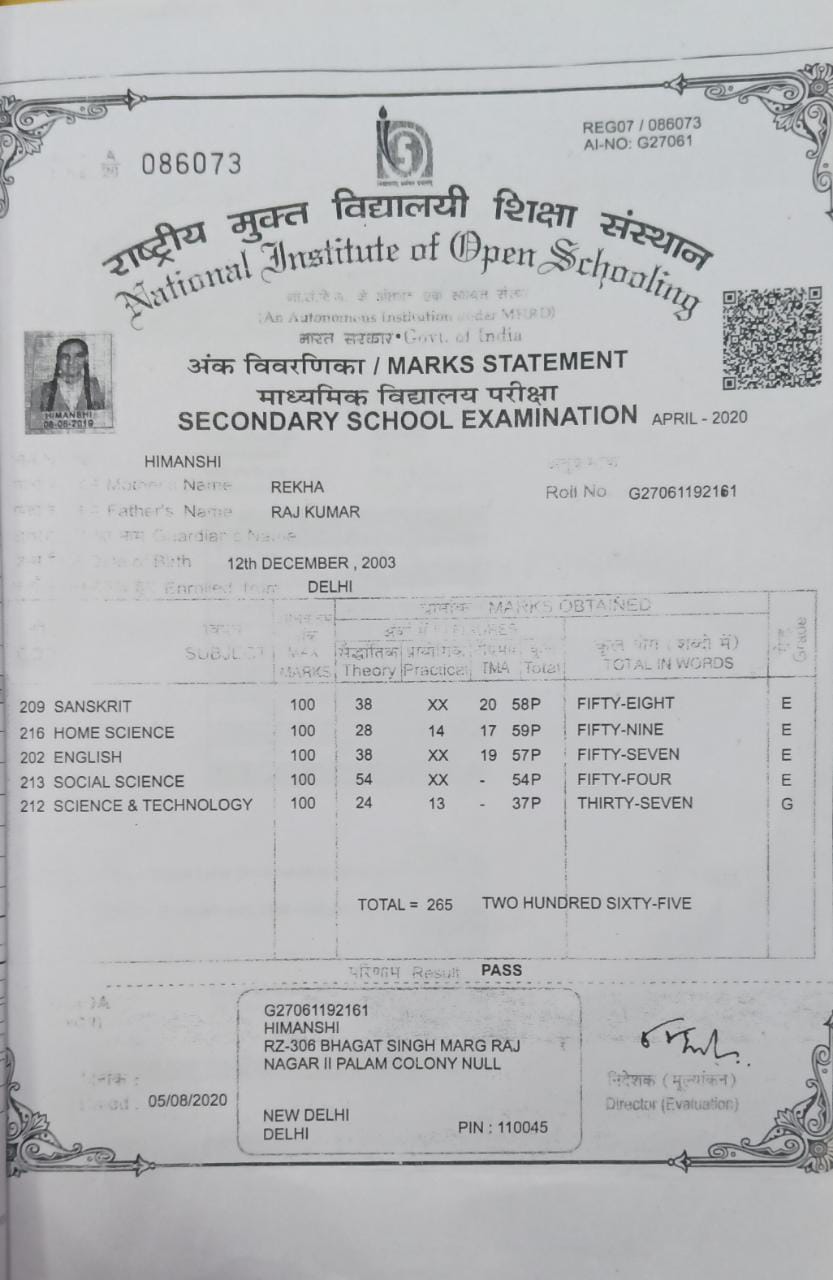 086073
REG07 / 086073
AI-NO: G27061
राष्ट्रीय मुक्त विद्यालयी शिक्षा संस्थान
National Institute of Open Schooling
(An Autonomous Institution under MHRD)
भारत सरकार • Govt. of India
अंक विवरणिका / MARKS STATEMENT
माध्यमिक विद्यालय परीक्षा
SECONDARY SCHOOL EXAMINATION APRIL - 2020
HIMANSHI
08-08-2019
HIMANSHI
Mother's Name REKHA
Roll No G27061192161
Father's Name RAJ KUMAR
नाम Guardian's Name
Date of Birth 12th DECEMBER , 2003
Enrolled from DELHI
MARKS OBTAINED
SUBJECT MAX MARKS सैद्धांतिक Theory Practical TMA Total कुल योग (शब्दों में) TOTAL IN WORDS Grade
209 SANSKRIT 100 38 XX 20 58P FIFTY-EIGHT E
216 HOME SCIENCE 100 28 14 17 59P FIFTY-NINE E
202 ENGLISH 100 38 XX 19 57P FIFTY-SEVEN E
213 SOCIAL SCIENCE 100 54 XX - 54P FIFTY-FOUR E
212 SCIENCE & TECHNOLOGY 100 24 13 - 37P THIRTY-SEVEN G
TOTAL = 265 TWO HUNDRED SIXTY-FIVE
परिणाम Result PASS
G27061192161
HIMANSHI
RZ-306 BHAGAT SINGH MARG RAJ
NAGAR II PALAM COLONY NULL
NEW DELHI
DELHI PIN : 110045
05/08/2020
निदेशक (मूल्यांकन)
Director (Evaluation)